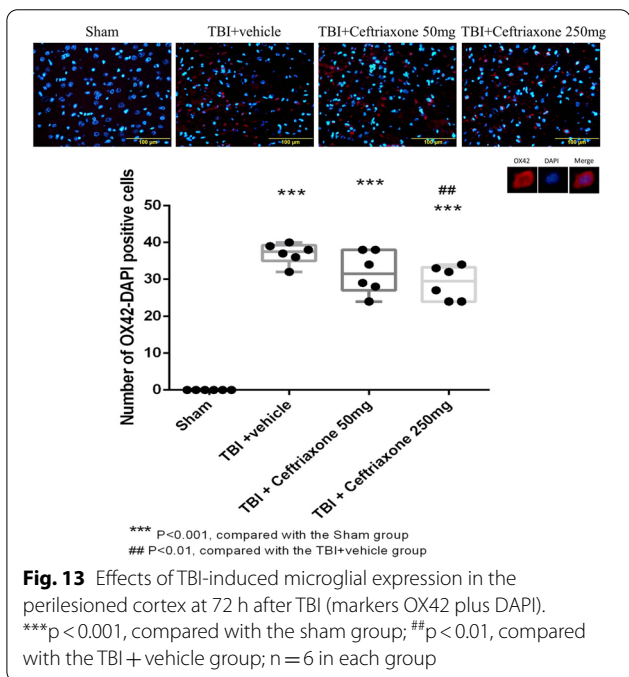 Sham TBI+vehicle TBI+Ceftriaxone 50mg TBI+Ceftriaxone 250mg
100 µm 100 µm 100 µm 100 µm
OX42 DAPI Merge
##
*** *** ***
Number of OX42-DAPI positive cells
50
40
30
20
10
0
Sham
TBI +vehicle
TBI + Ceftriaxone 50mg
TBI + Ceftriaxone 250mg
*** P<0.001, compared with the Sham group
## P<0.01, compared with the TBI+vehicle group
Fig. 13 Effects of TBI-induced microglial expression in the
perilesioned cortex at 72 h after TBI (markers OX42 plus DAPI).
***p < 0.001, compared with the sham group; ##p < 0.01, compared
with the TBI + vehicle group; n = 6 in each group